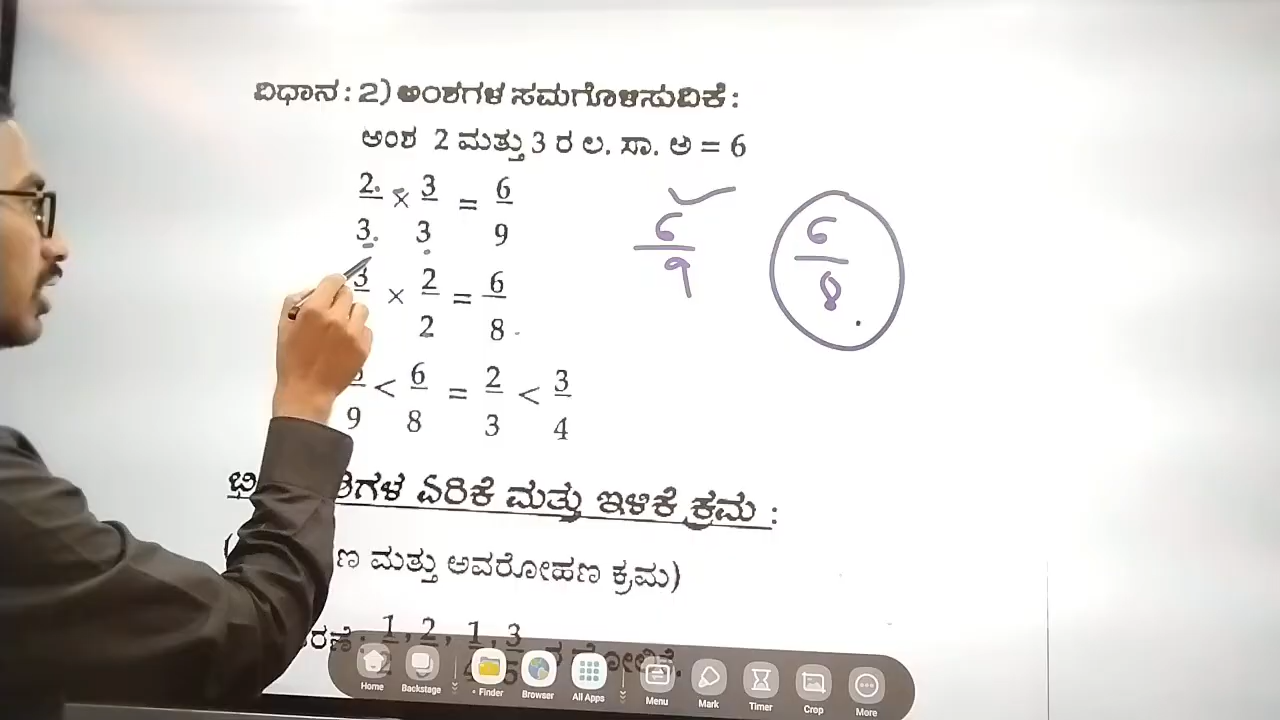 ವಿಧಾನ : 2) ಅಂಶಗಳ ಸಮಗೊಳಿಸುವಿಕೆ :
ಅಂಶ 2 ಮತ್ತು 3 ರ ಲ. ಸಾ. ಅ = 6
2/3 × 3/3 = 6/9
6/9
6/8
3 × 2/2 = 6/8
9 < 6/8 = 2/3 < 3/4
ಏರಿಕೆ ಮತ್ತು ಇಳಿಕೆ ಕ್ರಮ :
ಮತ್ತು ಅವರೋಹಣ ಕ್ರಮ)
Home
Backstage
Finder
Browser
All Apps
Menu
Mark
Timer
Crop
More